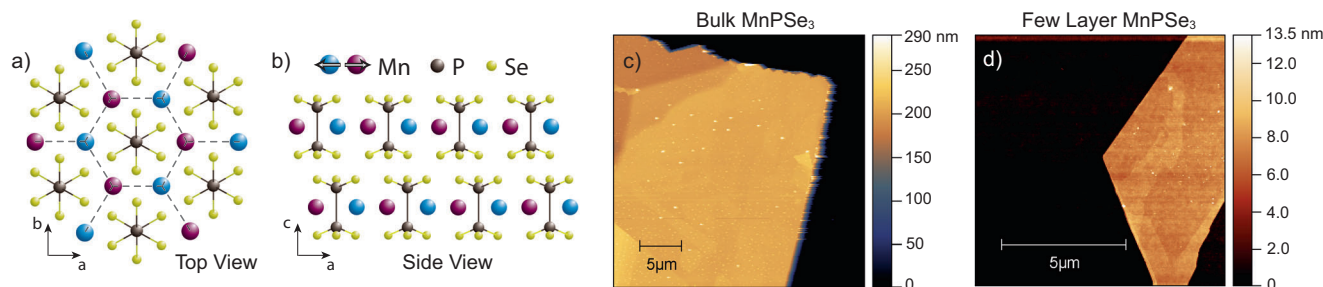 a)
b
a
Top View
b)
Mn
P
Se
c
a
Side View
Bulk MnPSe₃
c)
5µm
290 nm
250
200
150
100
50
0
Few Layer MnPSe₃
d)
5µm
13.5 nm
12.0
10.0
8.0
6.0
4.0
2.0
0